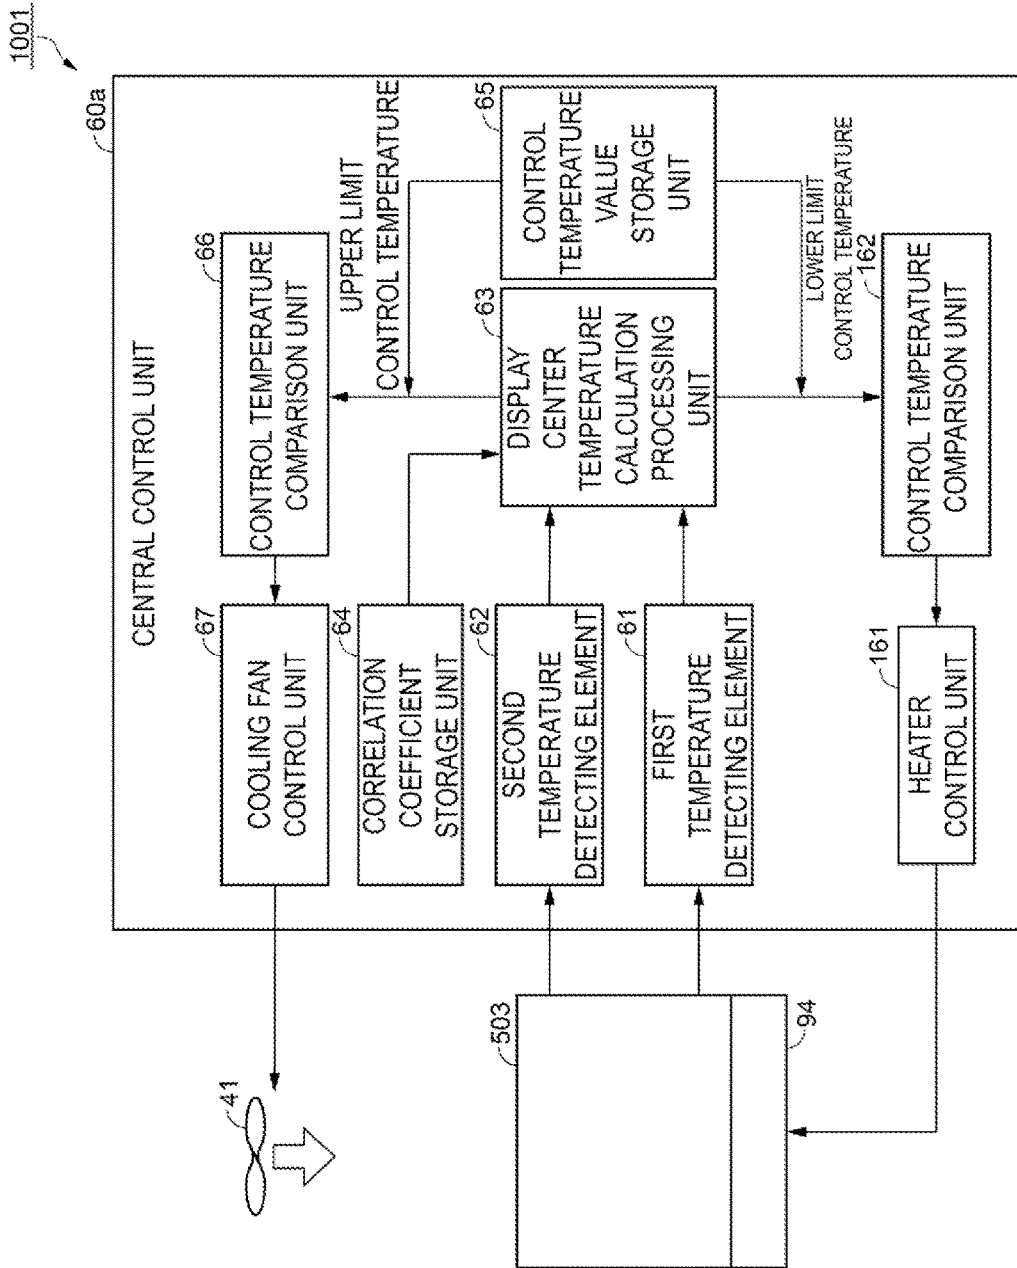 1001
60a
CENTRAL CONTROL UNIT
67
COOLING FAN
CONTROL UNIT
66
CONTROL TEMPERATURE
COMPARISON UNIT
41
UPPER LIMIT
CONTROL TEMPERATURE
64
CORRELATION
COEFFICIENT
STORAGE UNIT
503
62
SECOND
TEMPERATURE
DETECTING ELEMENT
63
DISPLAY
CENTER
TEMPERATURE
CALCULATION
PROCESSING
UNIT
65
CONTROL
TEMPERATURE
VALUE
STORAGE
UNIT
61
FIRST
TEMPERATURE
DETECTING ELEMENT
94
LOWER LIMIT
CONTROL TEMPERATURE
161
HEATER
CONTROL UNIT
162
CONTROL TEMPERATURE
COMPARISON UNIT